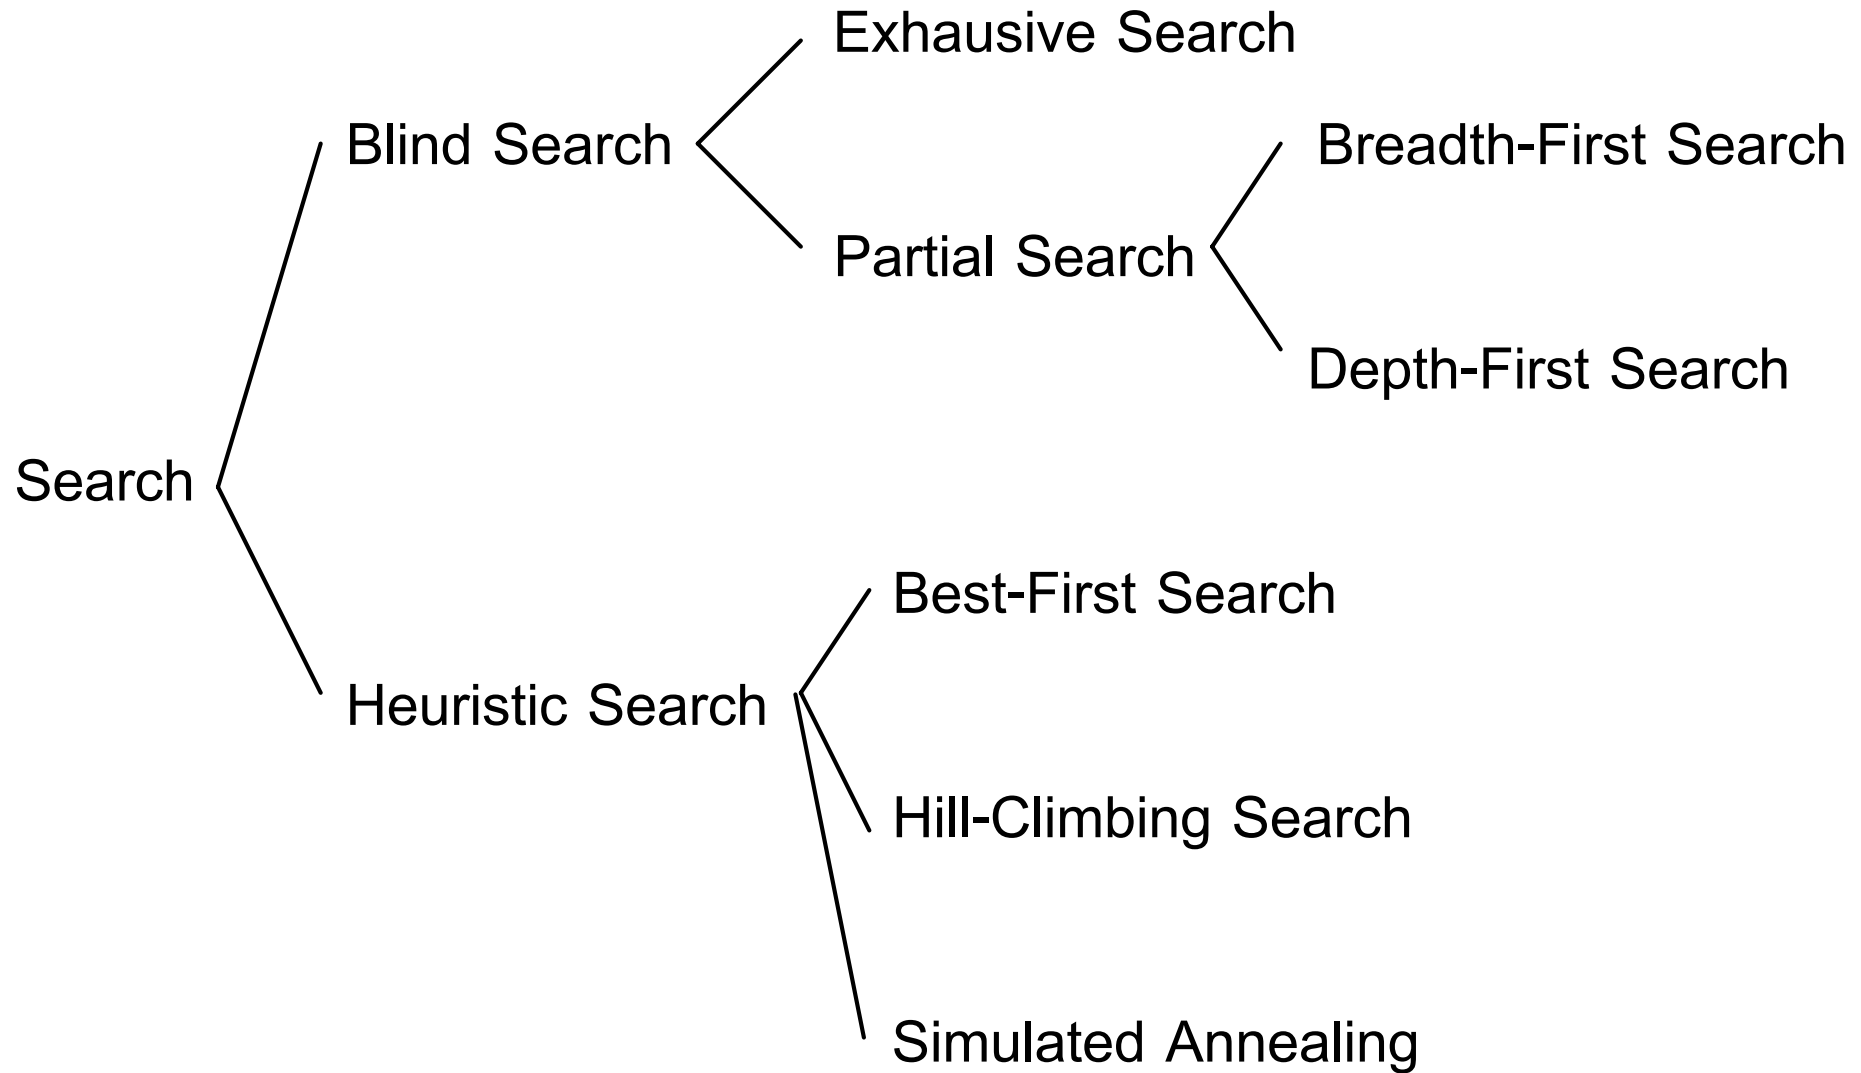 Exhausive Search
Blind Search
Breadth-First Search
Partial Search
Depth-First Search
Search
Best-First Search
Heuristic Search
Hill-Climbing Search
Simulated Annealing